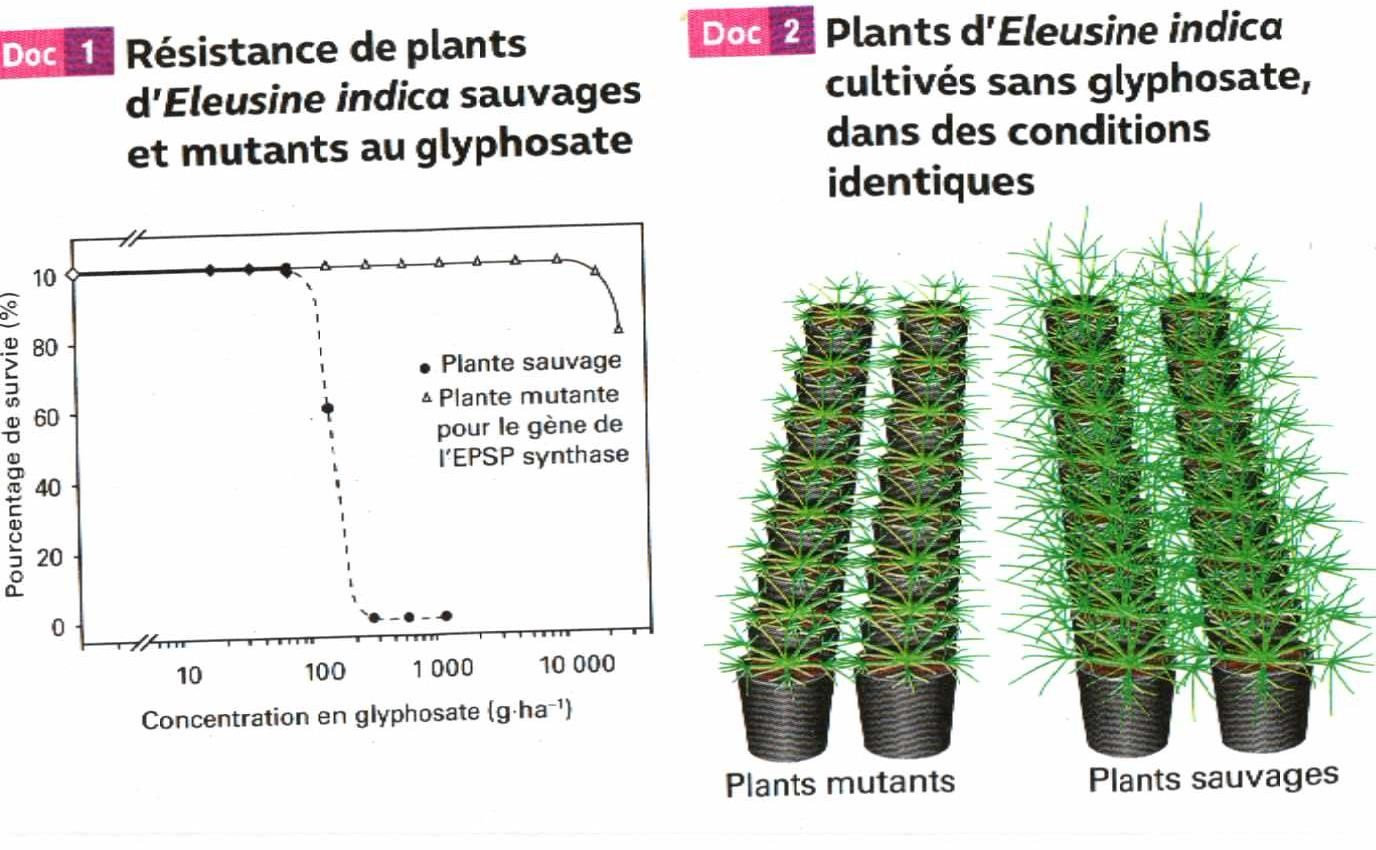 Doc 1 Résistance de plants
d'Eleusine indica sauvages
et mutants au glyphosate
Pourcentage de survie (%)
10
80
60
40
20
0
Plante sauvage
Plante mutante
pour le gène de
l'EPSP synthase
10 100 1 000 10 000
Concentration en glyphosate (g·ha⁻¹)
Doc 2 Plants d'Eleusine indica
cultivés sans glyphosate,
dans des conditions
identiques
Plants mutants
Plants sauvages